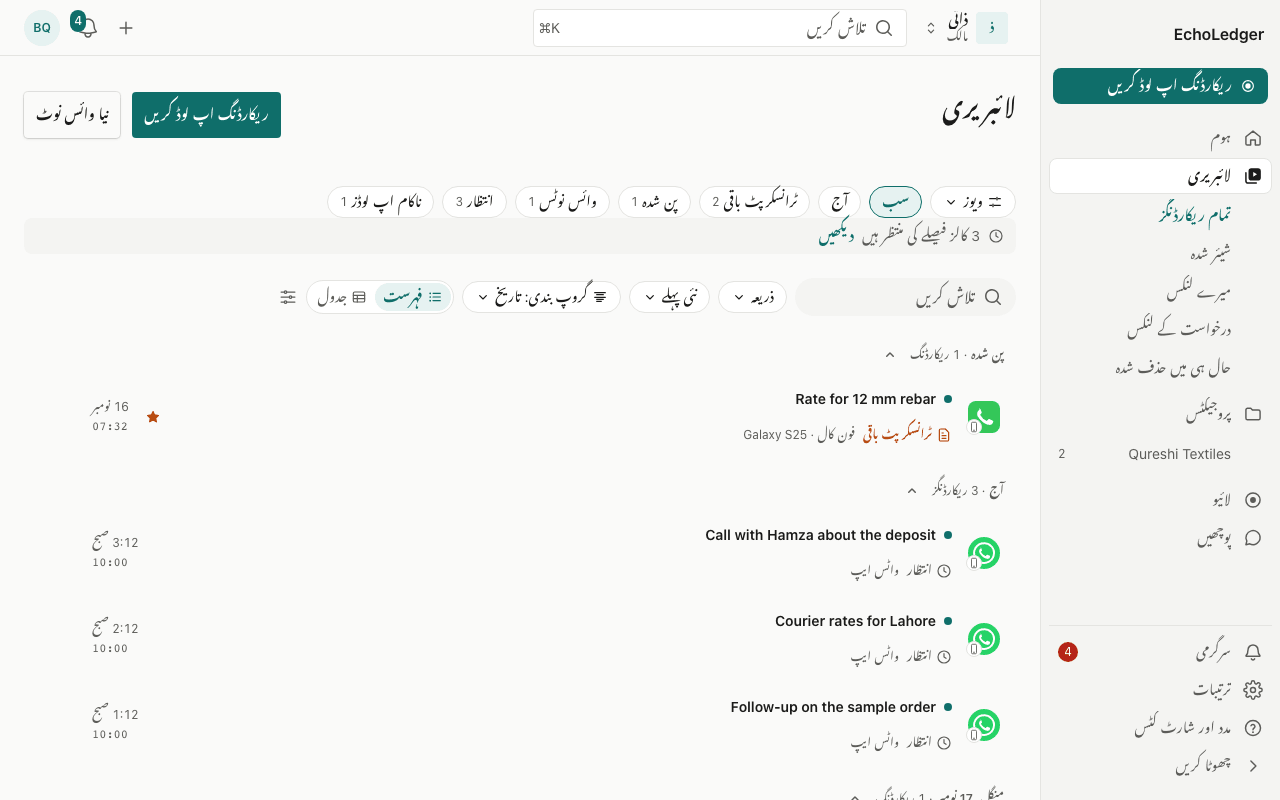 EchoLedger
ریکارڈنگ اپ لوڈ کریں
ہوم
لائبریری
تمام ریکارڈنگز
شیئر شدہ
میرے لنکس
درخواست کے لنکس
حال ہی میں حذف شدہ
پروجیکٹس
Qureshi Textiles 2
لائیو
پوچھیں
سرگرمی 4
ترتیبات
مدد اور شارٹ کٹس
چھوٹا کریں
ذ ذاتی
مالک
تلاش کریں ⌘K
4
BQ
لائبریری
ریکارڈنگ اپ لوڈ کریں
نیا وائس نوٹ
ویوز سب آج ٹرانسکرپٹ باقی 2 پن شدہ 1 وائس نوٹس 1 انتظار 3 ناکام اپ لوڈز 1
3 کالز فیصلے کی منتظر ہیں دیکھیں
تلاش کریں ذریعہ نئی پہلے گروپ بندی: تاریخ فہرست جدول
پن شدہ · 1 ریکارڈنگ
Rate for 12 mm rebar
ٹرانسکرپٹ باقی فون کال · Galaxy S25
16 نومبر
07:32
آج · 3 ریکارڈنگز
Call with Hamza about the deposit
انتظار واٹس ایپ
3:12 صبح
10:00
Courier rates for Lahore
انتظار واٹس ایپ
2:12 صبح
10:00
Follow-up on the sample order
انتظار واٹس ایپ
1:12 صبح
10:00
منگل، 17 نومبر · 1 ریکارڈنگ